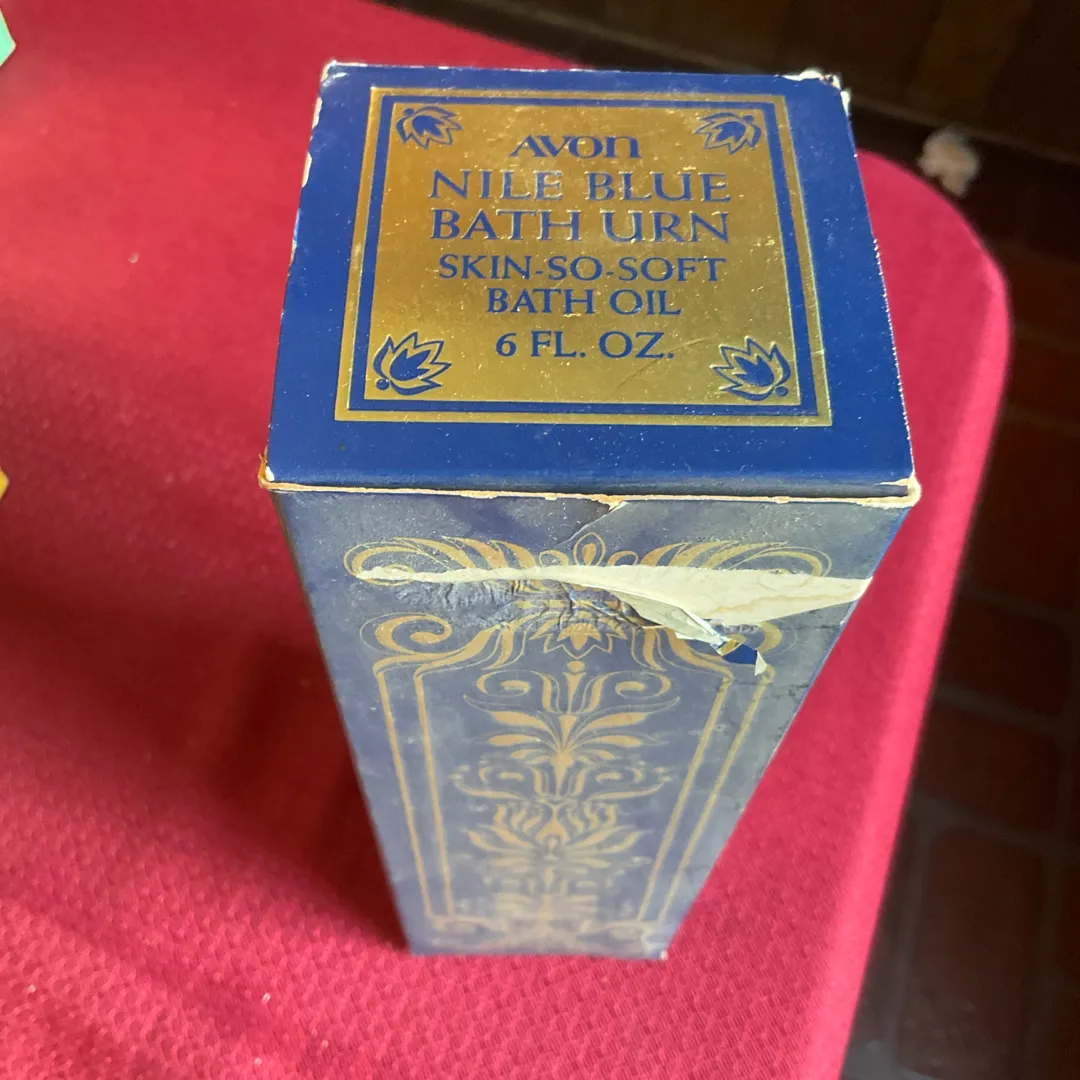 AVON
NILE BLUE
BATH URN
SKIN-SO-SOFT
BATH OIL
6 FL. OZ.